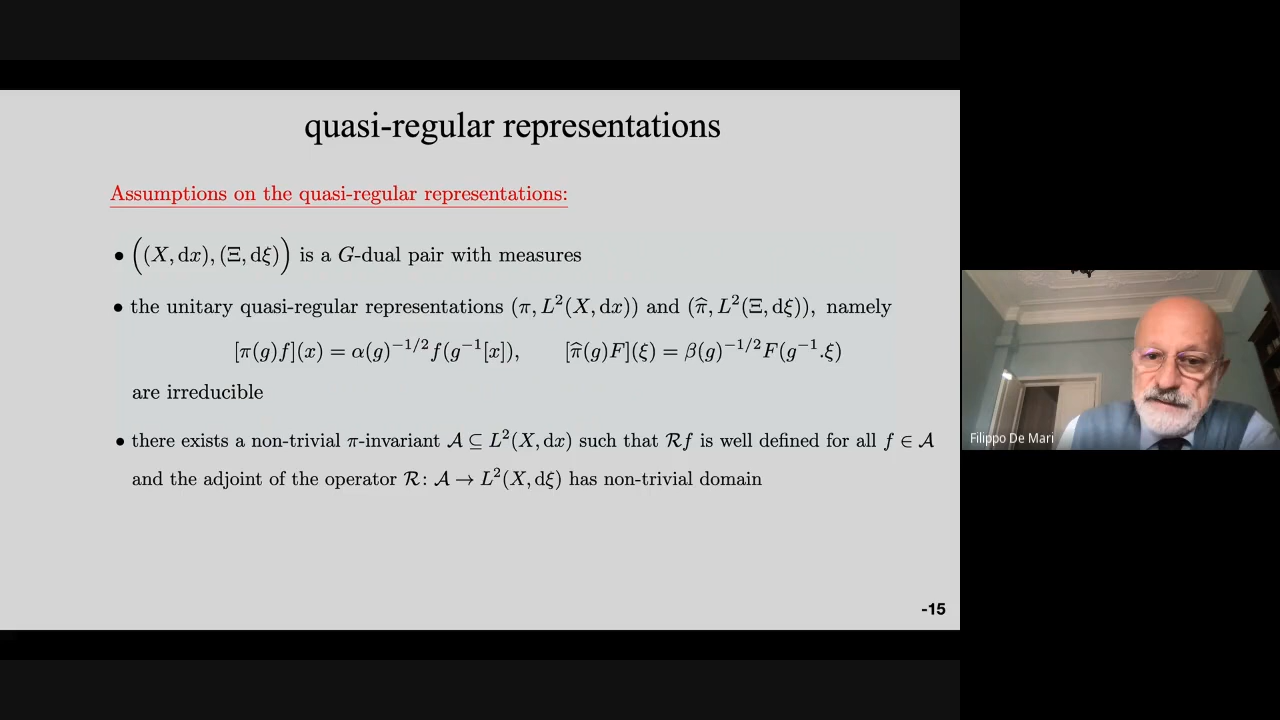 quasi-regular representations
Assumptions on the quasi-regular representations:
• ((X, dx), (Ξ, dξ)) is a G-dual pair with measures
• the unitary quasi-regular representations (π, L²(X, dx)) and (π̂, L²(Ξ, dξ)), namely
[π(g)f](x) = α(g)^{-1/2} f(g^{-1}[x]), [π̂(g)F](ξ) = β(g)^{-1/2} F(g^{-1}.ξ)
are irreducible
• there exists a non-trivial π-invariant 𝒜 ⊆ L²(X, dx) such that ℛf is well defined for all f ∈ 𝒜
and the adjoint of the operator ℛ: 𝒜 → L²(X, dξ) has non-trivial domain
Filippo De Mari
-15